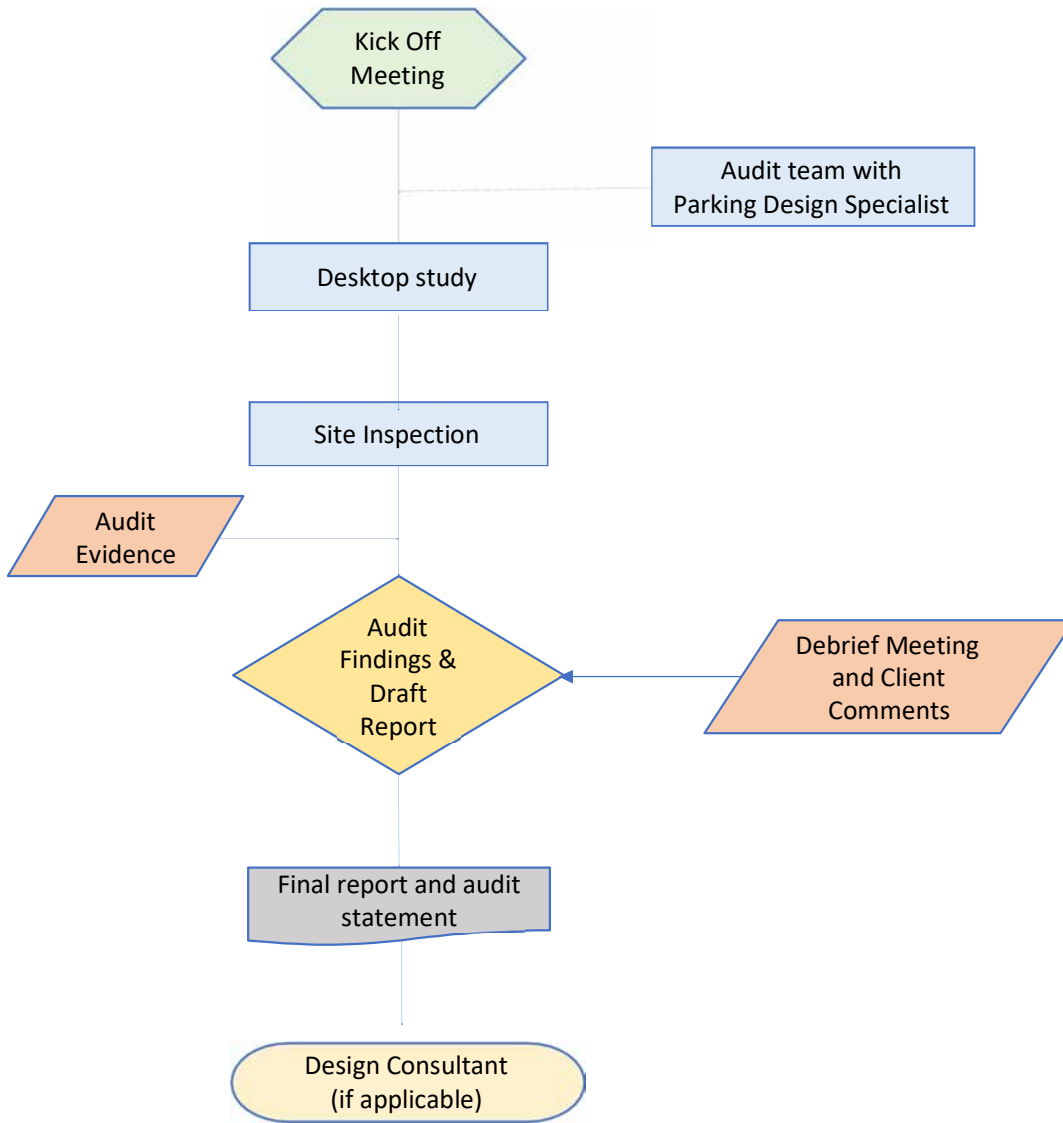 Kick Off
Meeting
Audit team with
Parking Design Specialist
Desktop study
Site Inspection
Audit
Evidence
Audit
Findings &
Draft
Report
Debrief Meeting
and Client
Comments
Final report and audit
statement
Design Consultant
(if applicable)